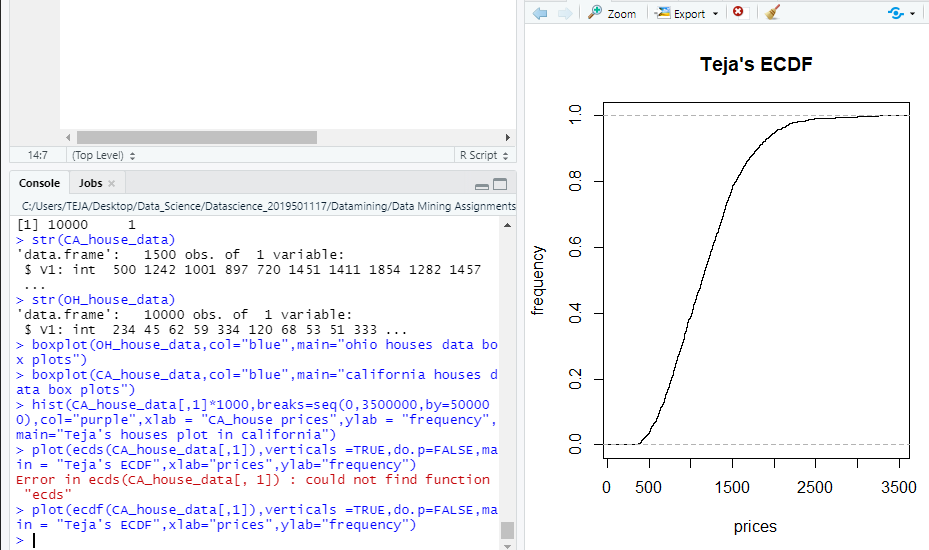 14:7
(Top Level)
R Script
Console
Jobs
C:/Users/TEJA/Desktop/Data_Science/Datascience_2019501117/Datamining/Data Mining Assignments
[1] 10000     1
> str(CA_house_data)
'data.frame':   1500 obs. of  1 variable:
 $ V1: int  500 1242 1001 897 720 1451 1411 1854 1282 1457
 ...
> str(OH_house_data)
'data.frame':   10000 obs. of  1 variable:
 $ V1: int  234 45 62 59 334 120 68 53 51 333 ...
> boxplot(OH_house_data,col="blue",main="ohio houses data bo
x plots")
> boxplot(CA_house_data,col="blue",main="california houses d
ata box plots")
> hist(CA_house_data[,1]*1000,breaks=seq(0,3500000,by=50000
0),col="purple",xlab = "CA_house prices",ylab = "frequency",
main="Teja's houses plot in california")
> plot(ecds(CA_house_data[,1]),verticals =TRUE,do.p=FALSE,ma
in = "Teja's ECDF",xlab="prices",ylab="frequency")
Error in ecds(CA_house_data[, 1]) : could not find function
 "ecds"
> plot(ecdf(CA_house_data[,1]),verticals =TRUE,do.p=FALSE,ma
in = "Teja's ECDF",xlab="prices",ylab="frequency")
>
Zoom
Export
Teja's ECDF
frequency
1.0
0.8
0.6
0.4
0.2
0.0
0 500 1500 2500 3500
prices